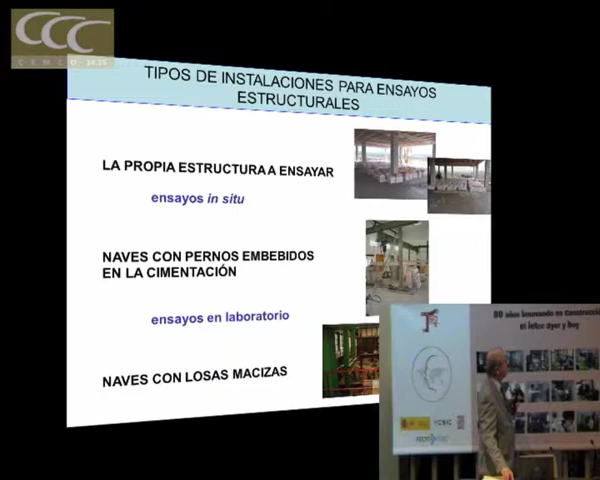 CCC
CEMCO 10:15
TIPOS DE INSTALACIONES PARA ENSAYOS
ESTRUCTURALES
LA PROPIA ESTRUCTURA A ENSAYAR
ensayos in situ
NAVES CON PERNOS EMBEBIDOS
EN LA CIMENTACIÓN
ensayos en laboratorio
NAVES CON LOSAS MACIZAS
80 años innovando en construcción
el ietcc ayer y hoy
CSIC